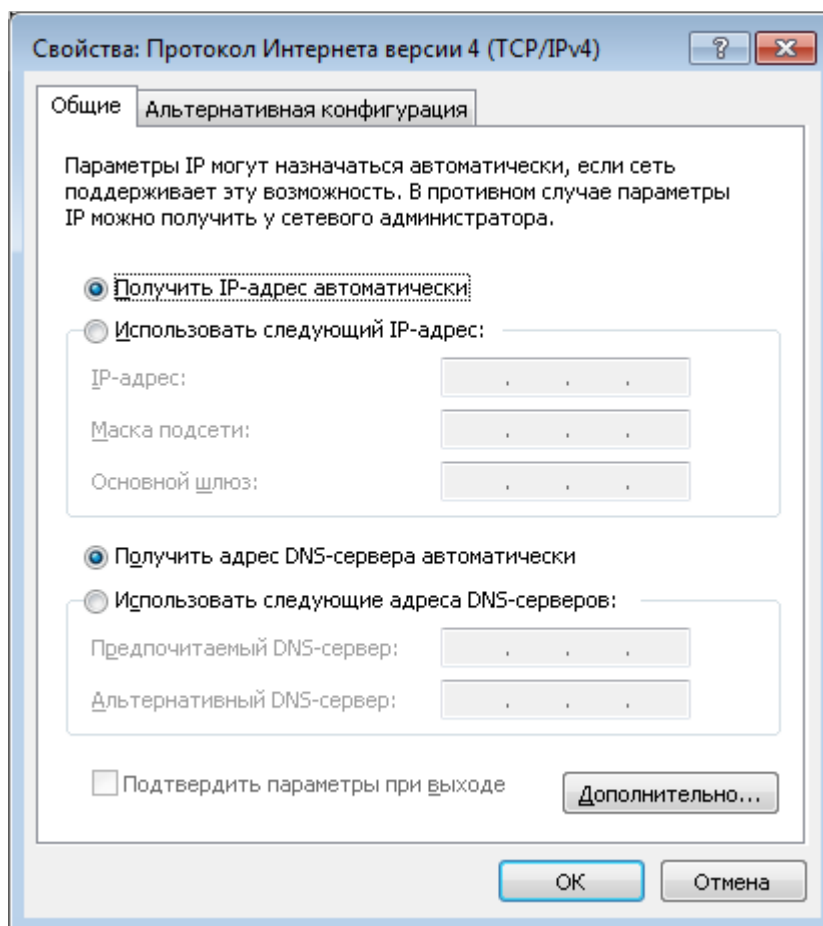 Свойства: Протокол Интернета версии 4 (TCP/IPv4)
Общие
Альтернативная конфигурация
Параметры IP могут назначаться автоматически, если сеть
поддерживает эту возможность. В противном случае параметры
IP можно получить у сетевого администратора.
Получить IP-адрес автоматически
Использовать следующий IP-адрес:
IP-адрес:
Маска подсети:
Основной шлюз:
Получить адрес DNS-сервера автоматически
Использовать следующие адреса DNS-серверов:
Предпочитаемый DNS-сервер:
Альтернативный DNS-сервер:
Подтвердить параметры при выходе
Дополнительно...
ОК
Отмена